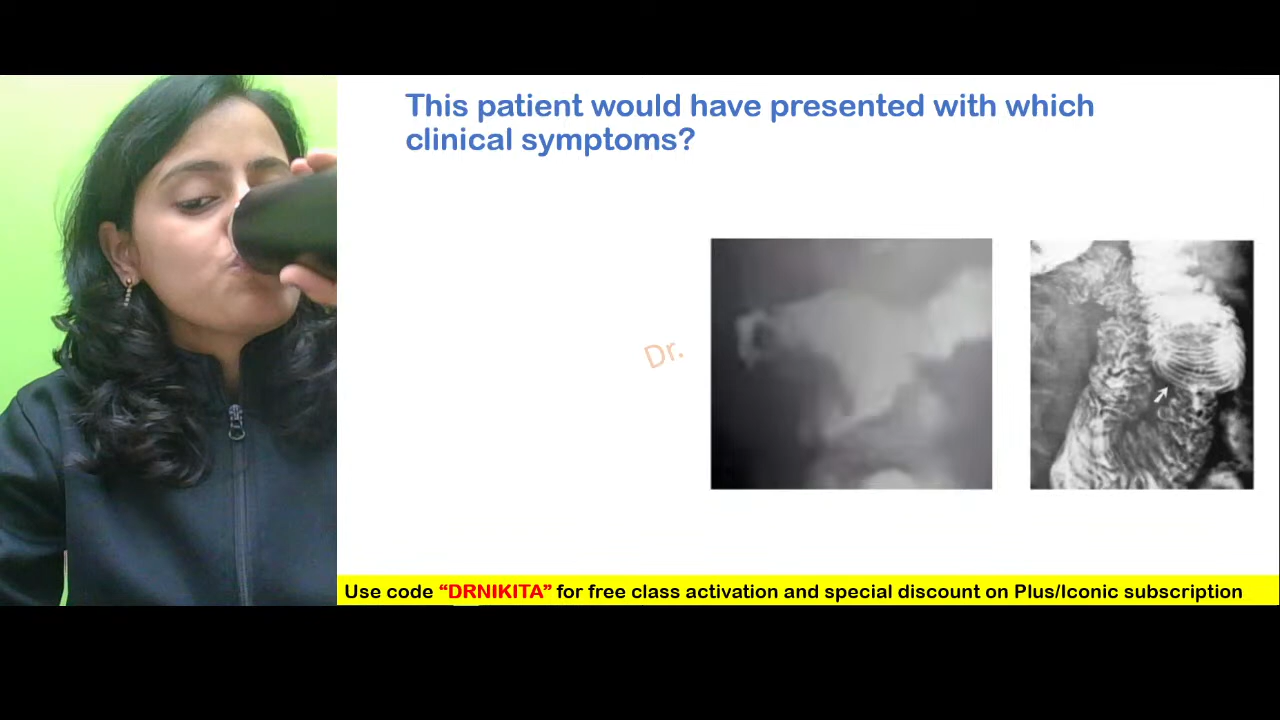 This patient would have presented with which
clinical symptoms?
Dr.
Use code “DRNIKITA” for free class activation and special discount on Plus/Iconic subscription